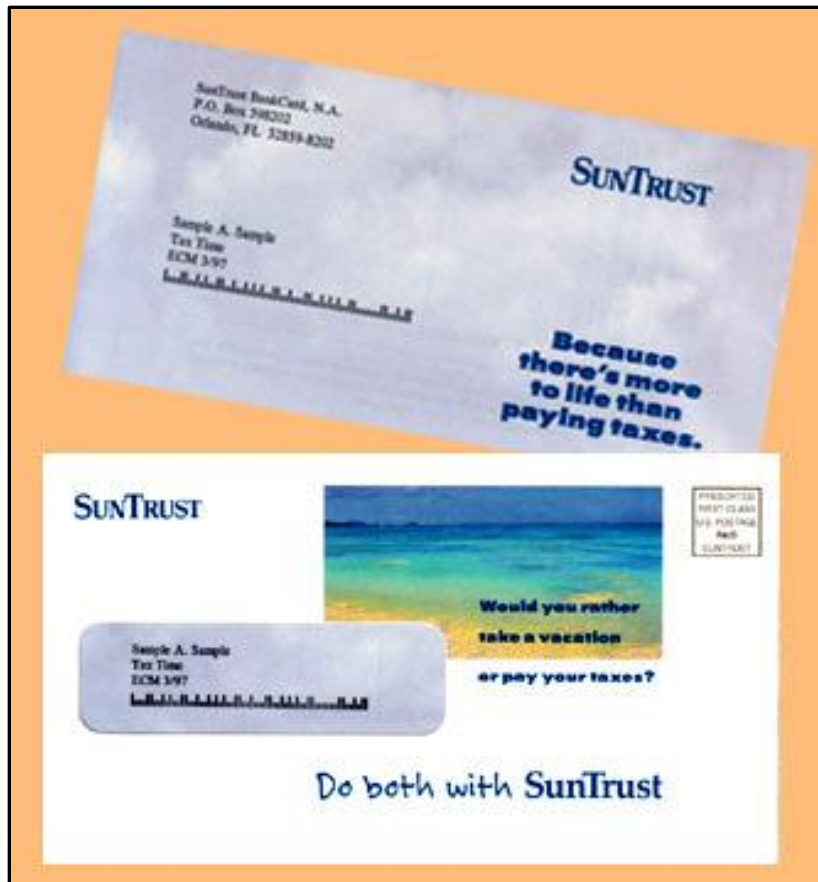 SunTrust BankCard, N.A.
P.O. Box 598202
Orlando, FL 32859-8202
SUNTRUST
Sample A. Sample
Tax Time
ECM 3/97
Because
there's more
to life than
paying taxes.
SUNTRUST
PRESORTED
FIRST CLASS
U.S. POSTAGE
PAID
SUNTRUST
Would you rather
take a vacation
or pay your taxes?
Sample A. Sample
Tax Time
ECM 3/97
Do both with SunTrust